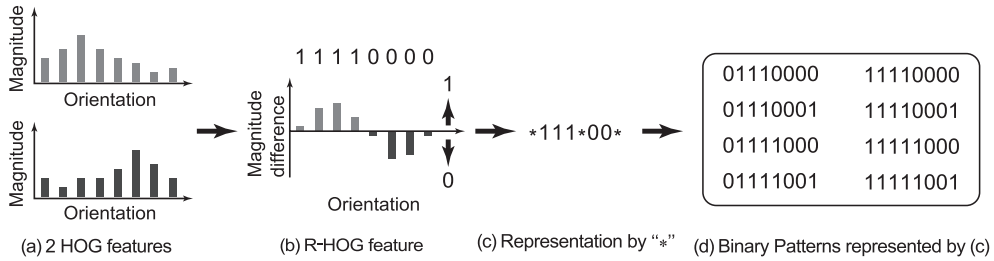 Magnitude
Orientation
Magnitude
Orientation
(a) 2 HOG features
1 1 1 1 0 0 0 0
Magnitude
difference
1
0
Orientation
(b) R-HOG feature
*111*00*
(c) Representation by "*"
01110000 11110000
01110001 11110001
01111000 11111000
01111001 11111001
(d) Binary Patterns represented by (c)